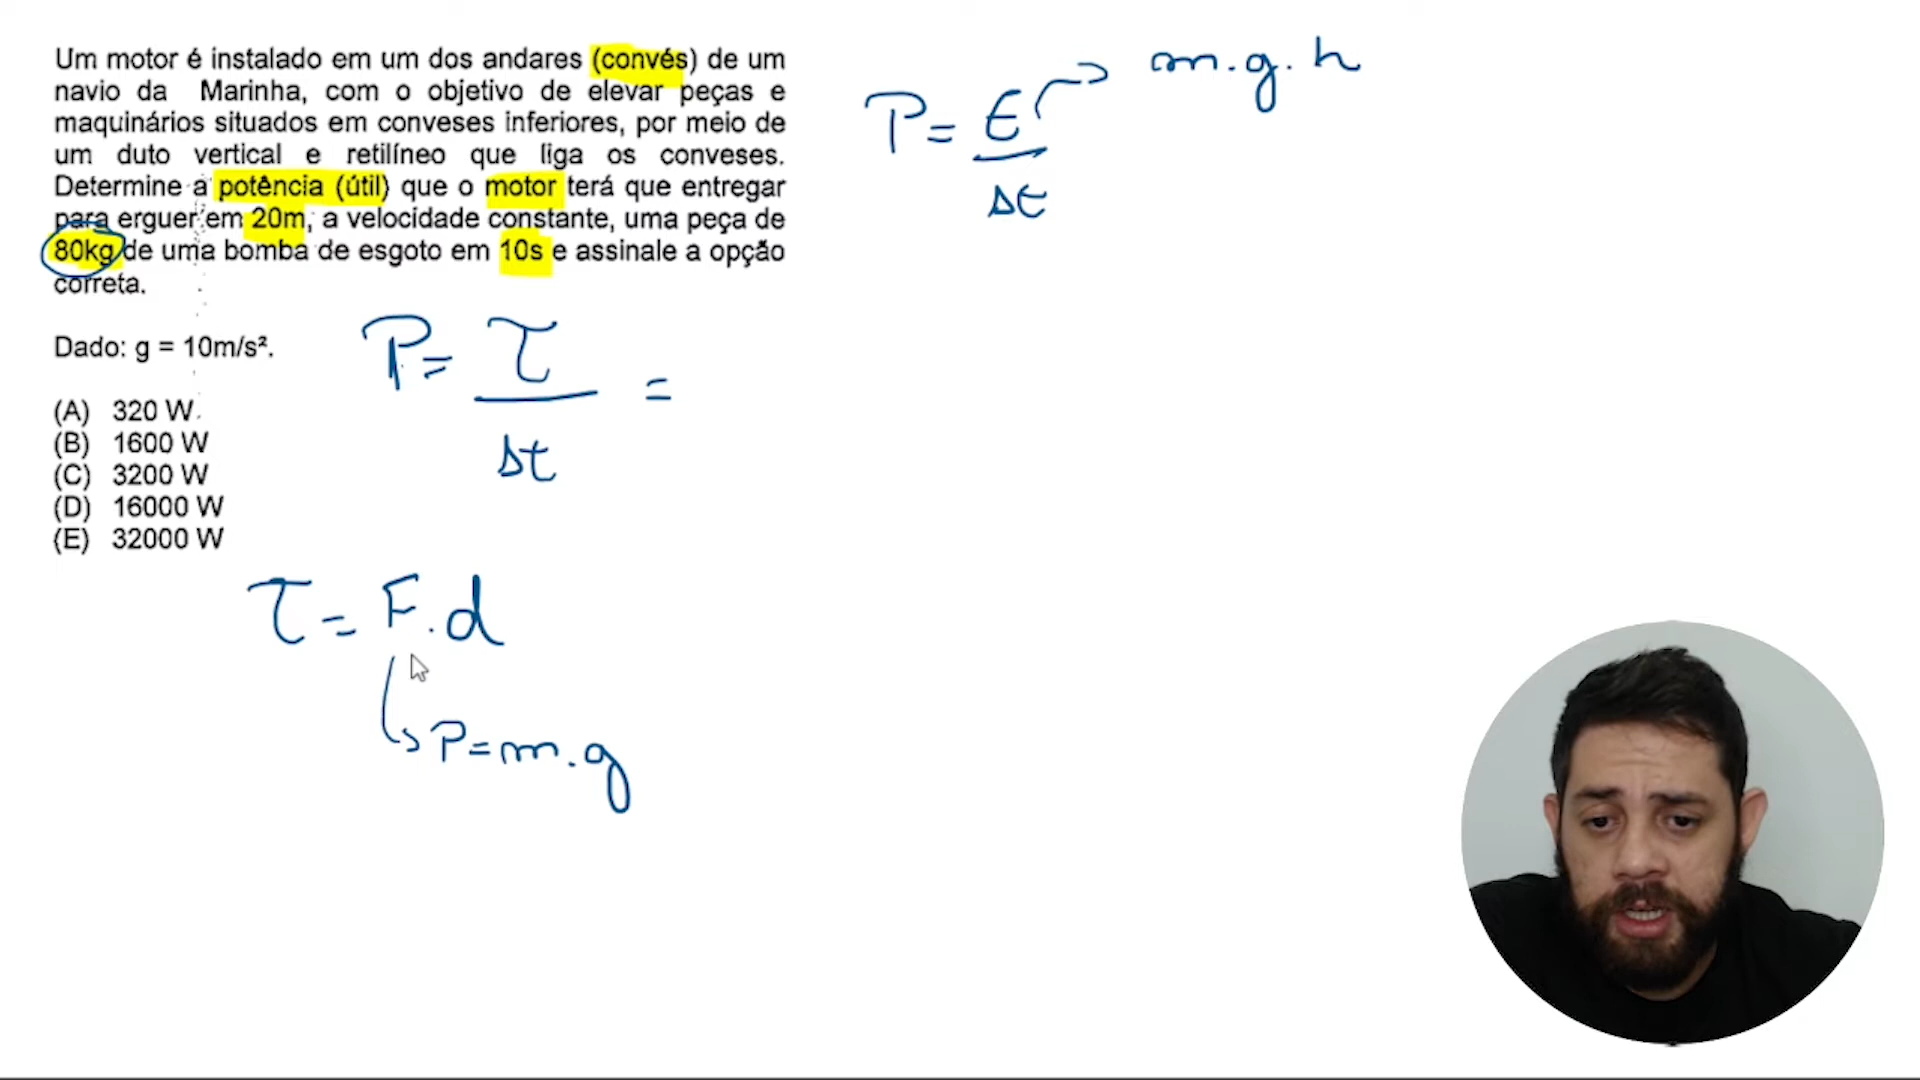 Um motor é instalado em um dos andares (convés) de um
navio da Marinha, com o objetivo de elevar peças e
maquinários situados em conveses inferiores, por meio de
um duto vertical e retilíneo que liga os conveses.
Determine a potência (útil) que o motor terá que entregar
para erguer em 20m, a velocidade constante, uma peça de
80kg de uma bomba de esgoto em 10s e assinale a opção
correta.
Dado: g = 10m/s².
(A) 320 W
(B) 1600 W
(C) 3200 W
(D) 16000 W
(E) 32000 W
P = E / Δt → m.g.h
P = τ / Δt =
τ = F.d
↳ P = m.g